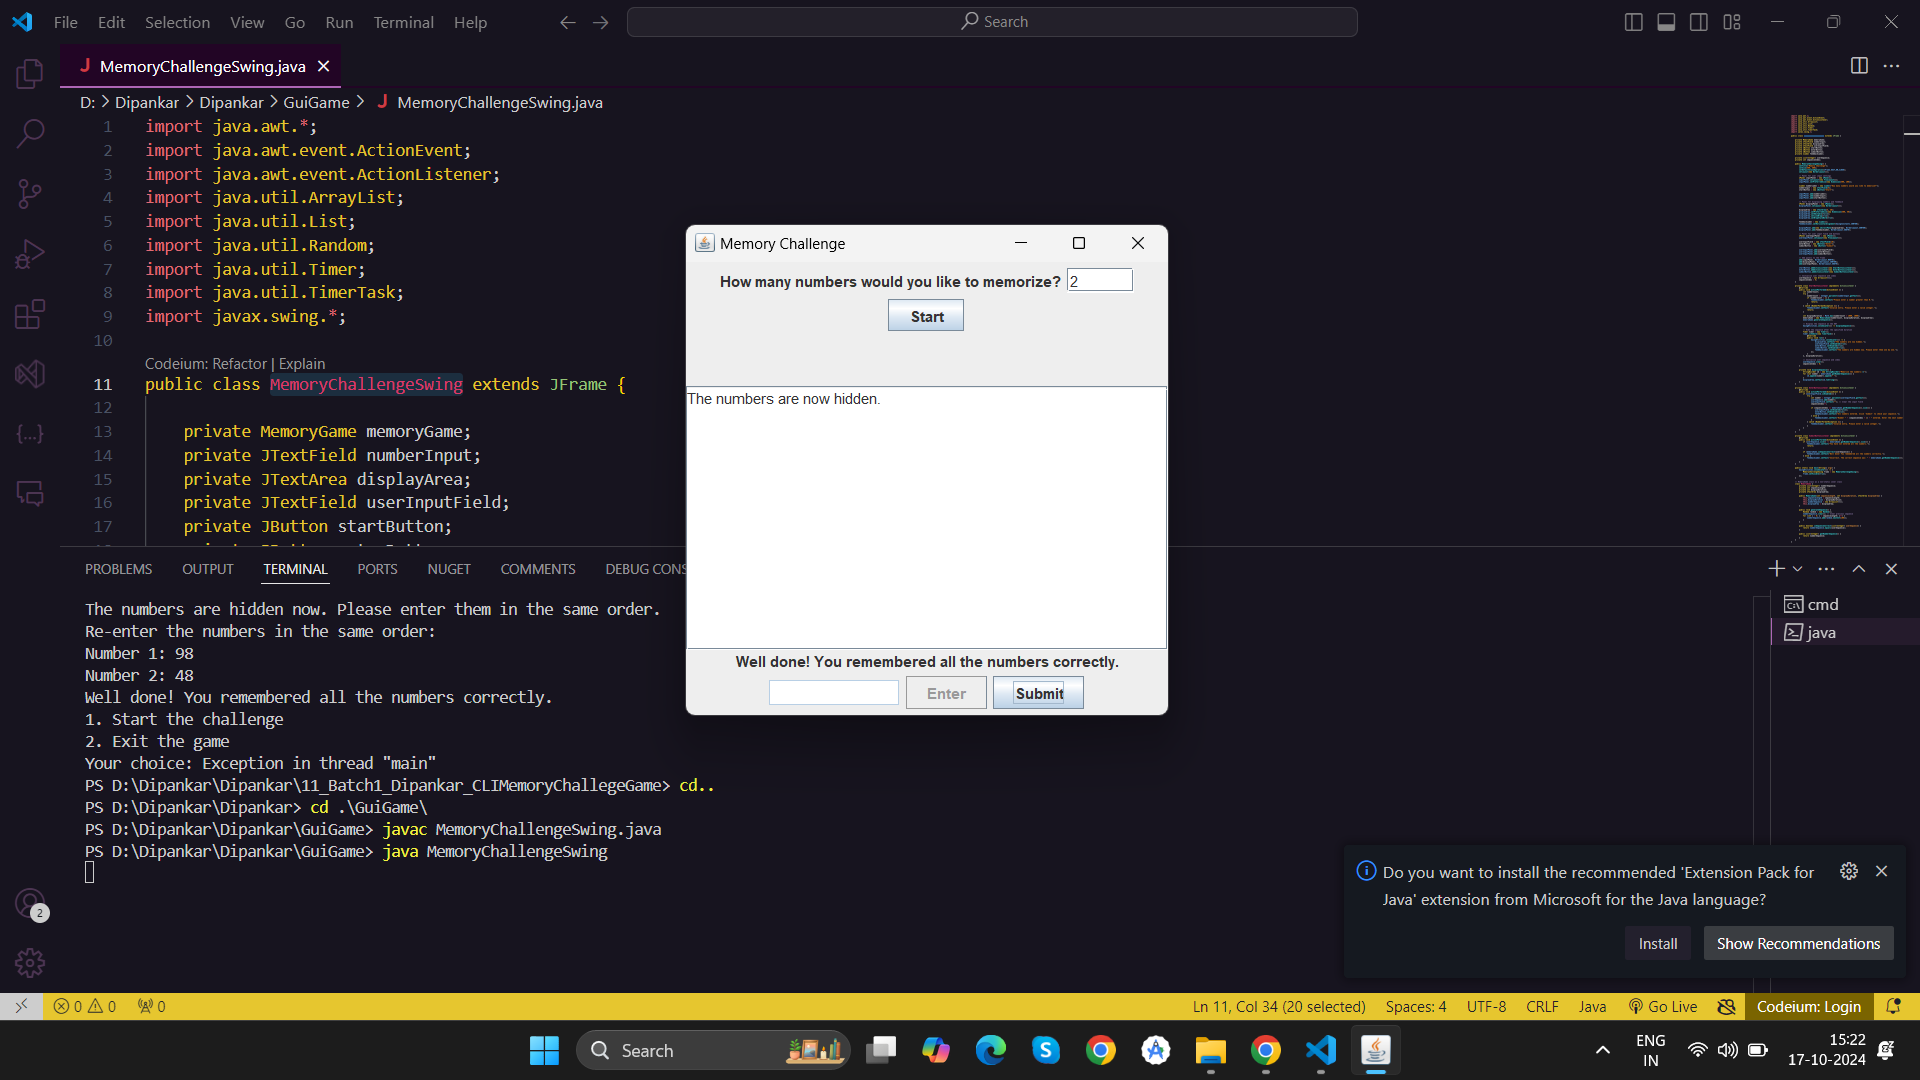 File Edit Selection View Go Run Terminal Help
Search
J MemoryChallengeSwing.java
D: > Dipankar > Dipankar > GuiGame > J MemoryChallengeSwing.java
1 import java.awt.*;
2 import java.awt.event.ActionEvent;
3 import java.awt.event.ActionListener;
4 import java.util.ArrayList;
5 import java.util.List;
6 import java.util.Random;
7 import java.util.Timer;
8 import java.util.TimerTask;
9 import javax.swing.*;
10
Codeium: Refactor | Explain
11 public class MemoryChallengeSwing extends JFrame {
12
13 private MemoryGame memoryGame;
14 private JTextField numberInput;
15 private JTextArea displayArea;
16 private JTextField userInputField;
17 private JButton startButton;
Memory Challenge
How many numbers would you like to memorize? 2
Start
The numbers are now hidden.
Well done! You remembered all the numbers correctly.
Enter Submit
PROBLEMS OUTPUT TERMINAL PORTS NUGET COMMENTS DEBUG CONS
The numbers are hidden now. Please enter them in the same order.
Re-enter the numbers in the same order:
Number 1: 98
Number 2: 48
Well done! You remembered all the numbers correctly.
1. Start the challenge
2. Exit the game
Your choice: Exception in thread "main"
PS D:\Dipankar\Dipankar\11_Batch1_Dipankar_CLIMemoryChallegeGame> cd..
PS D:\Dipankar\Dipankar> cd .\GuiGame\
PS D:\Dipankar\Dipankar\GuiGame> javac MemoryChallengeSwing.java
PS D:\Dipankar\Dipankar\GuiGame> java MemoryChallengeSwing
cmd
java
Do you want to install the recommended 'Extension Pack for
Java' extension from Microsoft for the Java language?
Install Show Recommendations
2
0 0 0
Ln 11, Col 34 (20 selected) Spaces: 4 UTF-8 CRLF Java Go Live Codeium: Login
Search
ENG
IN
15:22
17-10-2024